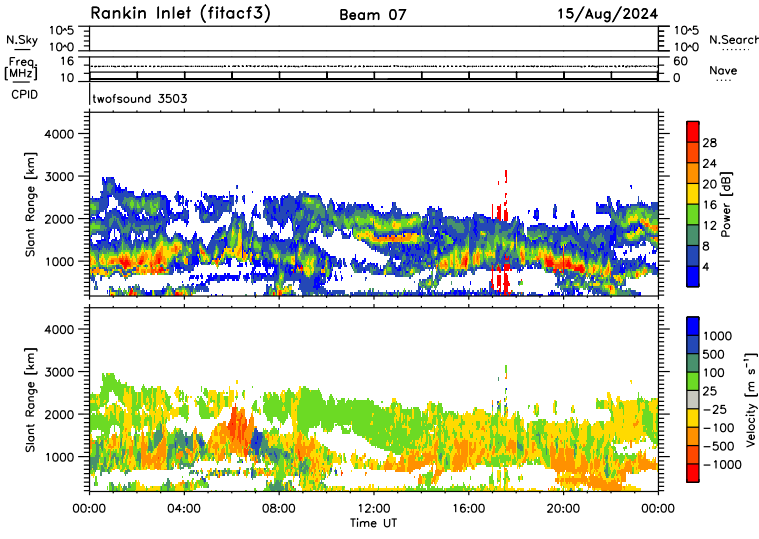 Rankin Inlet (fitacf3) Beam 07 15/Aug/2024
N.Sky 10^5 10^0 10^5 10^0 N.Search
Freq. [MHz] 16 10 60 0 Nave
CPID twofsound 3503
Slant Range [km] 4000 3000 2000 1000
Power [dB] 28 24 20 16 12 8 4
Slant Range [km] 4000 3000 2000 1000
Velocity [m s⁻¹] 1000 500 100 25 −25 −100 −500 −1000
00:00 04:00 08:00 12:00 16:00 20:00 00:00
Time UT